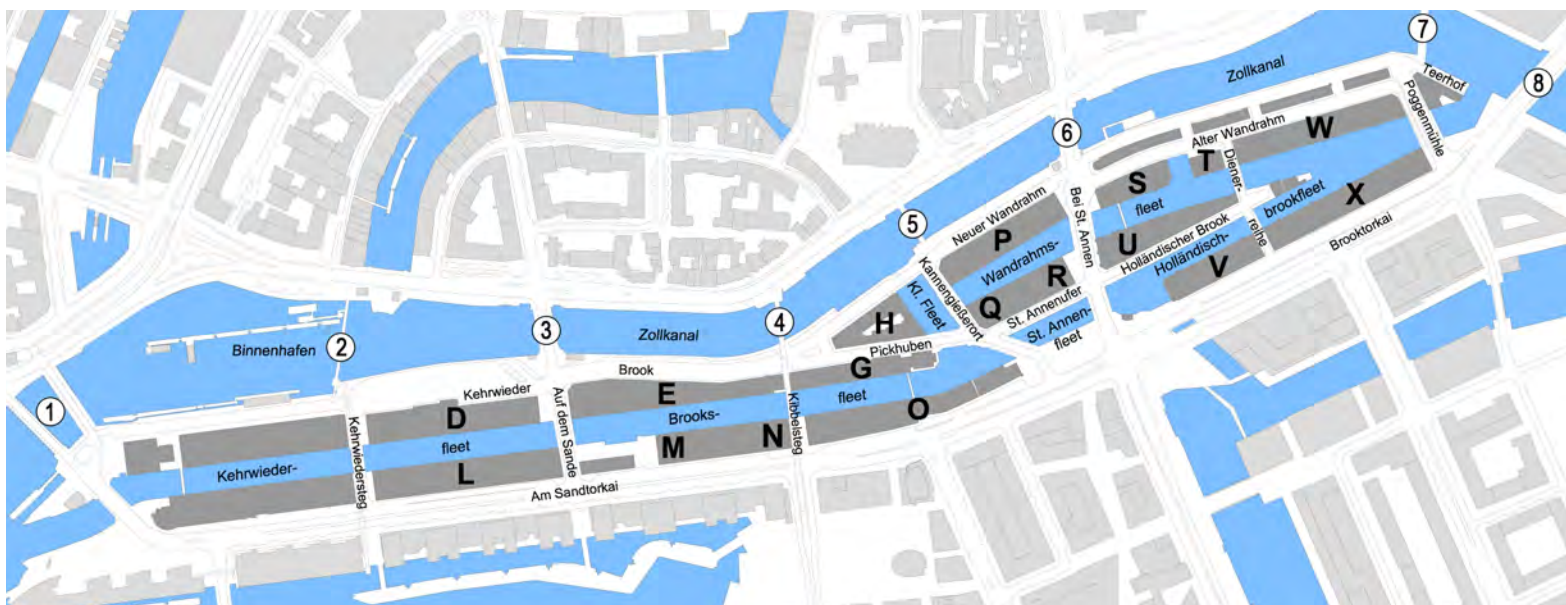 7
Zollkanal
Teerhof
8
Poggenmühle
6
Alter Wandrahm
W
T
Diener-
reihe
S
fleet
brookfleet
X
Bei St. Annen
5
Neuer Wandrahm
P
U
Holländischer Brook
Holländisch-
V
Brooktorkai
Wandrahms-
R
Kannengießerort
Kl. Fleet
Q
St. Annenufer
St. Annen-
fleet
H
Pickhuben
4
3
Zollkanal
2
Binnenhafen
Brook
G
Kehrwieder
E
fleet
1
D
Auf dem Sande
Brooks-
Kibbelsteg
O
Kehrwiedersteg
fleet
M
N
Kehrwieder-
L
Am Sandtorkai